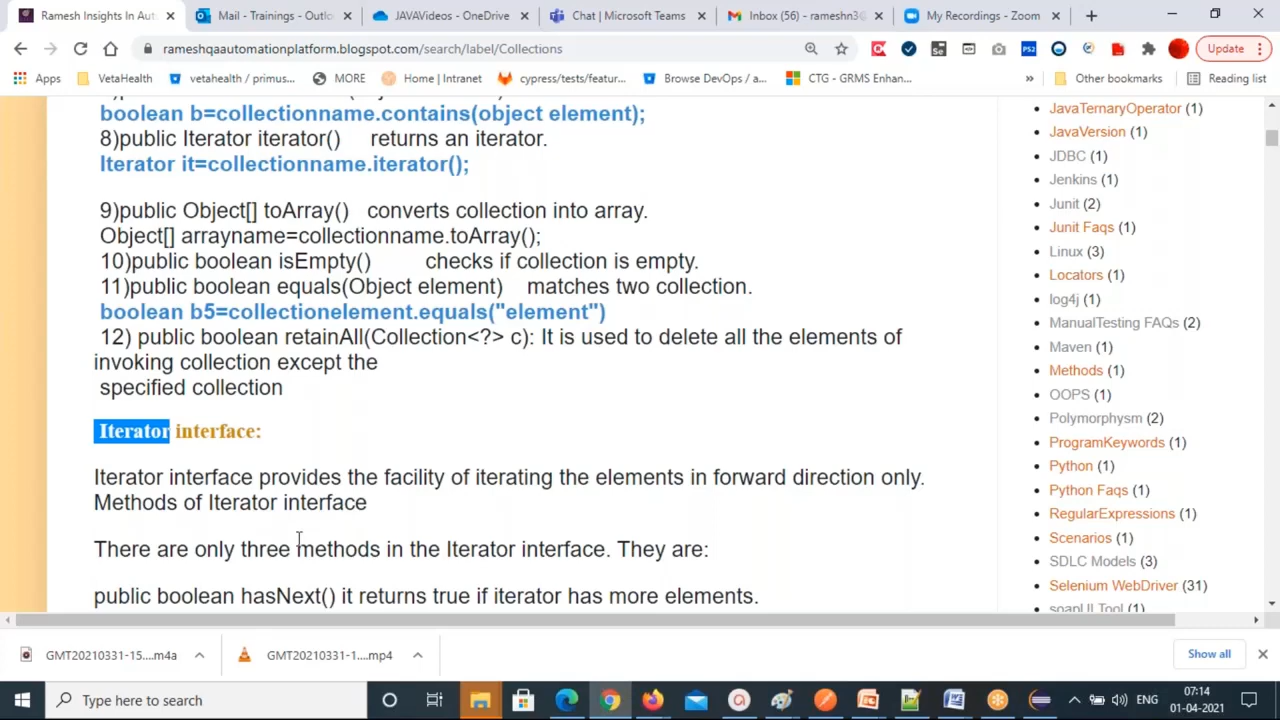 Ramesh Insights In Aut
Mail - Trainings - Outlo
JAVAVideos - OneDrive
Chat | Microsoft Teams
Inbox (56) - rameshn3@
My Recordings - Zoom
rameshqaautomationplatform.blogspot.com/search/label/Collections
Update
Apps
VetaHealth
vetahealth / primus...
MORE
Home | Intranet
cypress/tests/featur...
Browse DevOps / a...
CTG - GRMS Enhan...
»
Other bookmarks
Reading list
boolean b=collectionname.contains(object element);
8)public Iterator iterator() returns an iterator.
Iterator it=collectionname.iterator();
9)public Object[] toArray() converts collection into array.
Object[] arrayname=collectionname.toArray();
10)public boolean isEmpty() checks if collection is empty.
11)public boolean equals(Object element) matches two collection.
boolean b5=collectionelement.equals("element")
12) public boolean retainAll(Collection<?> c): It is used to delete all the elements of
invoking collection except the
specified collection
Iterator interface:
Iterator interface provides the facility of iterating the elements in forward direction only.
Methods of Iterator interface
There are only three methods in the Iterator interface. They are:
public boolean hasNext() it returns true if iterator has more elements.
JavaTernaryOperator (1)
JavaVersion (1)
JDBC (1)
Jenkins (1)
Junit (2)
Junit Faqs (1)
Linux (3)
Locators (1)
log4j (1)
ManualTesting FAQs (2)
Maven (1)
Methods (1)
OOPS (1)
Polymorphysm (2)
ProgramKeywords (1)
Python (1)
Python Faqs (1)
RegularExpressions (1)
Scenarios (1)
SDLC Models (3)
Selenium WebDriver (31)
soapUI Tool (1)
GMT20210331-15....m4a
GMT20210331-1....mp4
Show all
Type here to search
ENG
07:14
01-04-2021